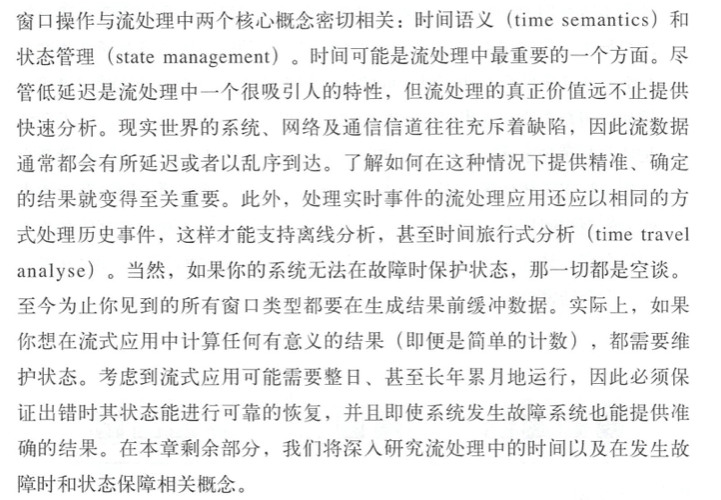 窗口操作与流处理中两个核心概念密切相关：时间语义（time semantics）和
状态管理（state management）。时间可能是流处理中最重要的一个方面。尽
管低延迟是流处理中一个很吸引人的特性，但流处理的真正价值远不止提供
快速分析。现实世界的系统、网络及通信信道往往充斥着缺陷，因此流数据
通常都会有所延迟或者以乱序到达。了解如何在这种情况下提供精准、确定
的结果就变得至关重要。此外，处理实时事件的流处理应用还应以相同的方
式处理历史事件，这样才能支持离线分析，甚至时间旅行式分析（time travel
analyse）。当然，如果你的系统无法在故障时保护状态，那一切都是空谈。
至今为止你见到的所有窗口类型都要在生成结果前缓冲数据。实际上，如果
你想在流式应用中计算任何有意义的结果（即便是简单的计数），都需要维
护状态。考虑到流式应用可能需要整日、甚至长年累月地运行，因此必须保
证出错时其状态能进行可靠的恢复，并且即使系统发生故障系统也能提供准
确的结果。在本章剩余部分，我们将深入研究流处理中的时间以及在发生故
障时和状态保障相关概念。